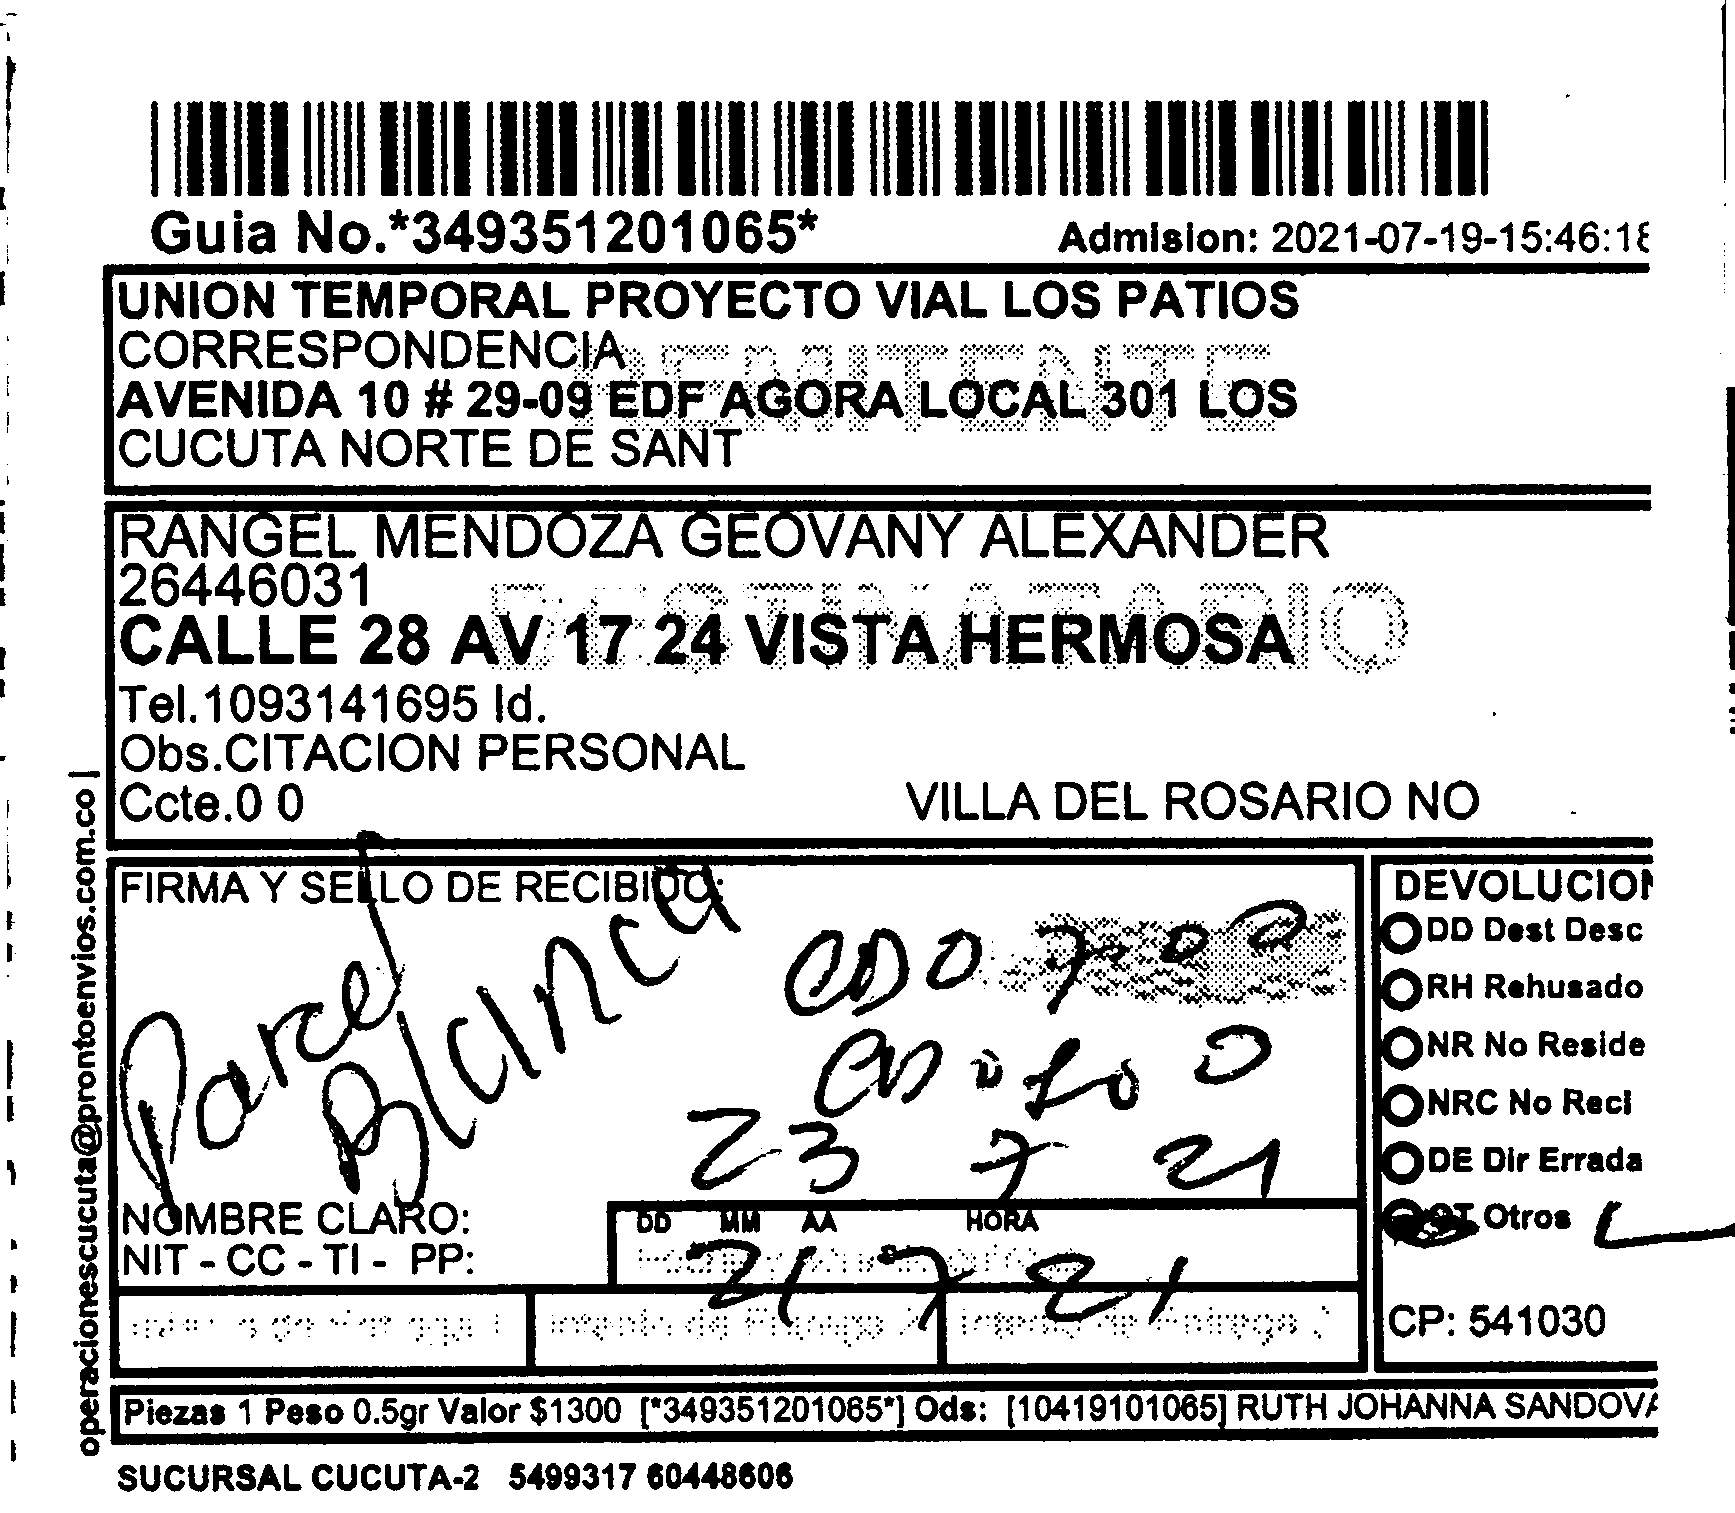 Guia No.*349351201065*
Admision: 2021-07-19-15:46:18
UNION TEMPORAL PROYECTO VIAL LOS PATIOS
CORRESPONDENCIA
REMITENTE
AVENIDA 10 # 29-09 EDF AGORA LOCAL 301 LOS
CUCUTA NORTE DE SANT
RANGEL MENDOZA GEOVANY ALEXANDER
26446031
DESTINATARIO
CALLE 28 AV 17 24 VISTA HERMOSA
Tel.1093141695 Id.
Obs.CITACION PERSONAL
Ccte.0 0
VILLA DEL ROSARIO NO
operacionescucuta@prontoenvios.com.co |
FIRMA Y SELLO DE RECIBIDO:
Pared
Blanca
23 7 21
NOMBRE CLARO:
NIT - CC - TI - PP:
DD MM AA HORA
21 7 21
DEVOLUCION
DD Dest Desc
RH Rehusado
NR No Reside
NRC No Recl
DE Dir Errada
OT Otros
CP: 541030
Piezas 1 Peso 0.5gr Valor $1300 [*349351201065*] Ods: [10419101065] RUTH JOHANNA SANDOVA
SUCURSAL CUCUTA-2 5499317 60448606